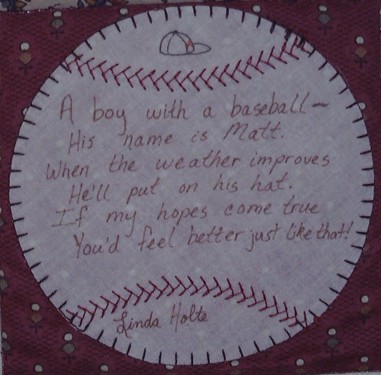 A boy with a baseball—
His name is Matt.
When the weather improves
He'll put on his hat.
If my hopes come true
You'd feel better just like that!
Linda Holte